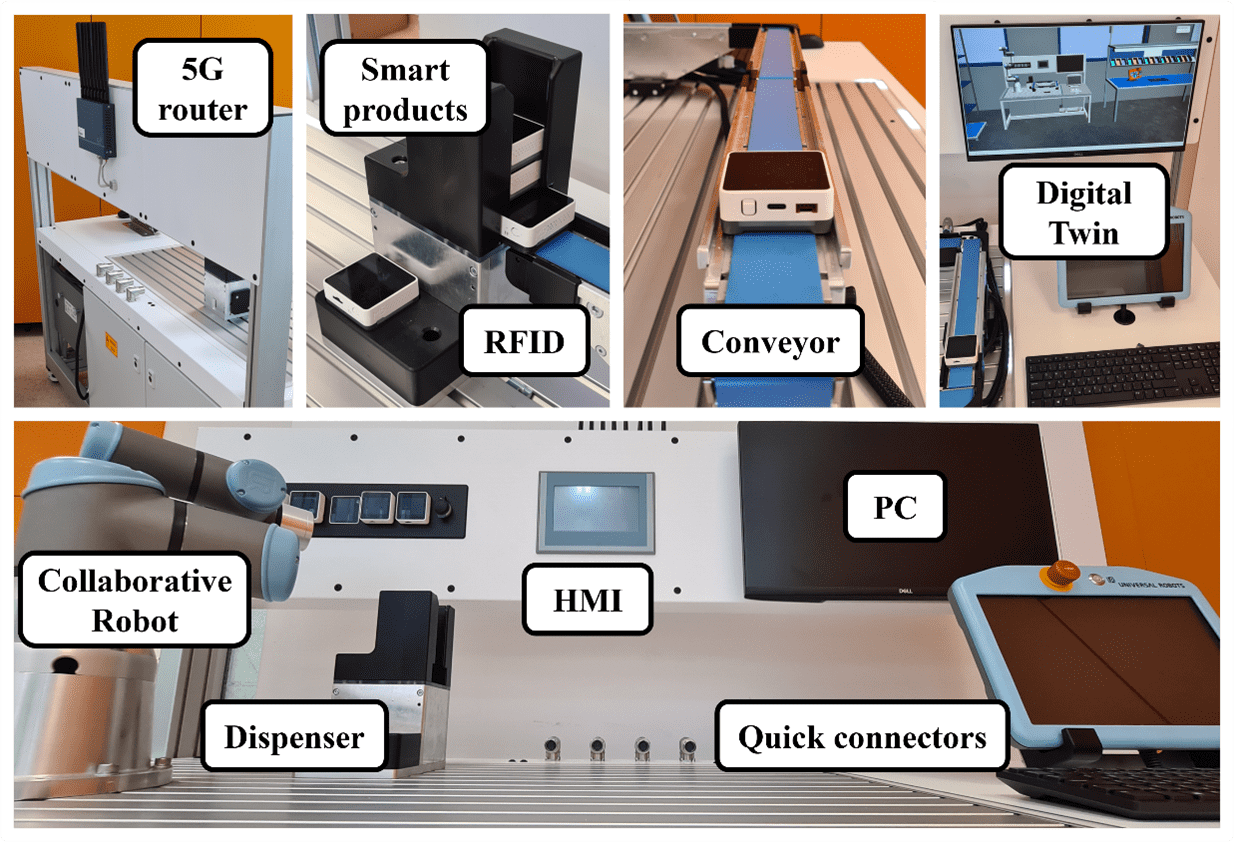 5G
router
Smart
products
RFID
Conveyor
Digital
Twin
Collaborative
Robot
HMI
PC
DELL
UNIVERSAL ROBOTS
Dispenser
Quick connectors